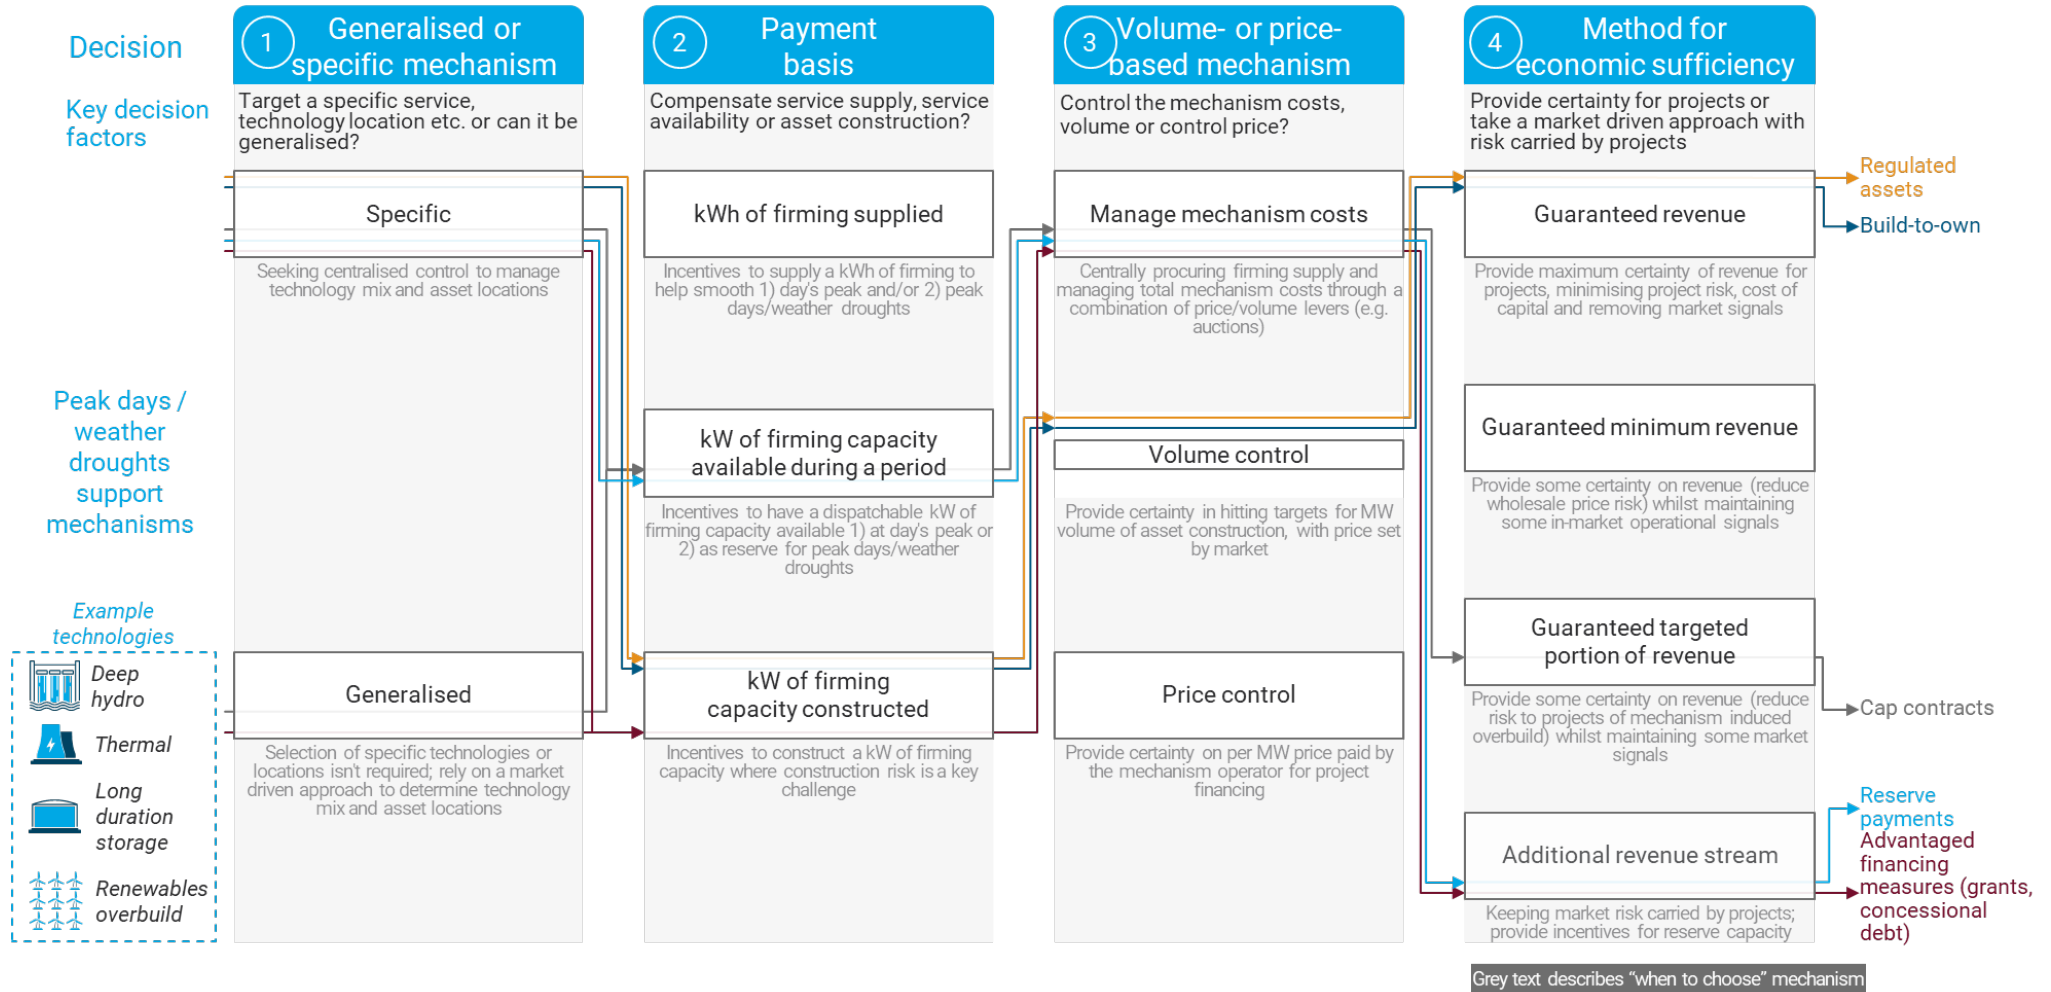 Decision
1
Generalised or
specific mechanism
2
Payment
basis
3
Volume- or price-
based mechanism
4
Method for
economic sufficiency
Key decision
factors
Target a specific service,
technology location etc. or can it be
generalised?
Compensate service supply, service
availability or asset construction?
Control the mechanism costs,
volume or control price?
Provide certainty for projects or
take a market driven approach with
risk carried by projects
Peak days /
weather
droughts
support
mechanisms
Example
technologies
Deep
hydro
Thermal
Long
duration
storage
Renewables
overbuild
Specific
Seeking centralised control to manage
technology mix and asset locations
Generalised
Selection of specific technologies or
locations isn't required; rely on a market
driven approach to determine technology
mix and asset locations
kWh of firming supplied
Incentives to supply a kWh of firming to
help smooth 1) day's peak and/or 2) peak
days/weather droughts
kW of firming capacity
available during a period
Incentives to have a dispatchable kW of
firming capacity available 1) at day's peak or
2) as reserve for peak days/weather
droughts
kW of firming
capacity constructed
Incentives to construct a kW of firming
capacity where construction risk is a key
challenge
Manage mechanism costs
Centrally procuring firming supply and
managing total mechanism costs through a
combination of price/volume levers (e.g.
auctions)
Volume control
Provide certainty in hitting targets for MW
volume of asset construction, with price set
by market
Price control
Provide certainty on per MW price paid by
the mechanism operator for project
financing
Guaranteed revenue
Provide maximum certainty of revenue for
projects, minimising project risk, cost of
capital and removing market signals
Guaranteed minimum revenue
Provide some certainty on revenue (reduce
wholesale price risk) whilst maintaining
some in-market operational signals
Guaranteed targeted
portion of revenue
Provide some certainty on revenue (reduce
risk to projects of mechanism induced
overbuild) whilst maintaining some market
signals
Additional revenue stream
Keeping market risk carried by projects;
provide incentives for reserve capacity
Regulated
assets
Build-to-own
Cap contracts
Reserve
payments
Advantaged
financing
measures (grants,
concessional
debt)
Grey text describes “when to choose” mechanism